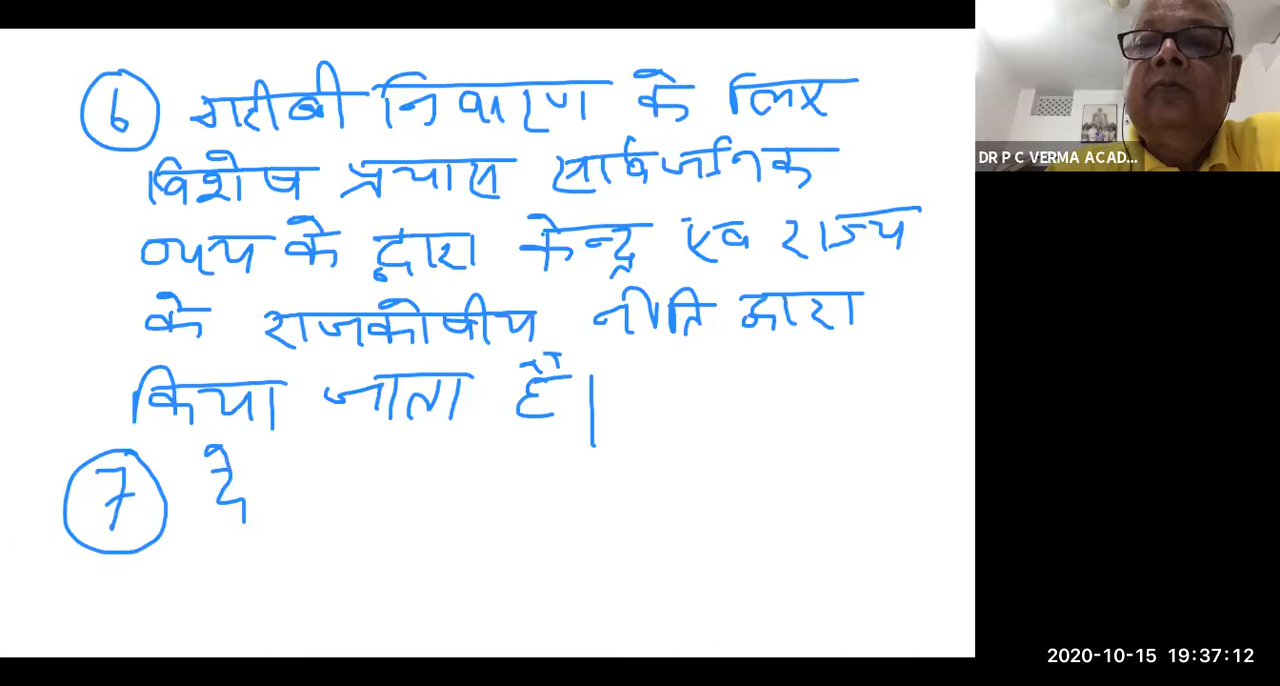 6 गरीबी निवारण के लिए
विशेष प्रयास सार्वजनिक
व्यय के द्वारा केन्द्र एवं राज्य
के राजकोषीय नीति द्वारा
किया जाता है।
7 दे
DR P C VERMA ACAD...
2020-10-15 19:37:12